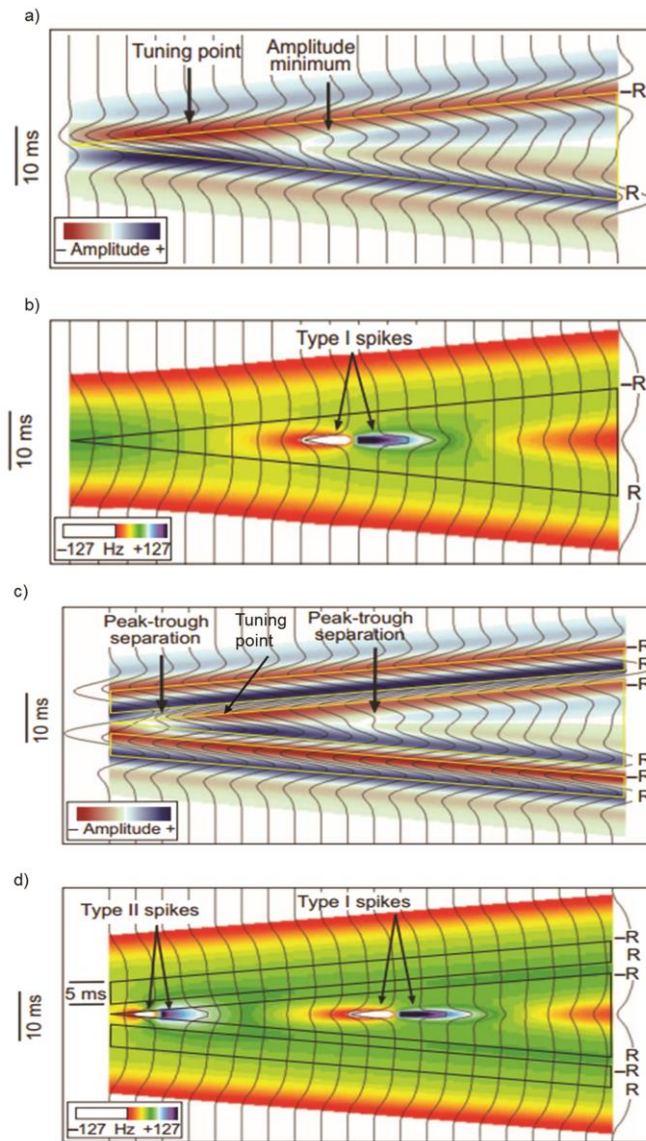 a)
Tuning point
Amplitude
minimum
–R
10 ms
R
– Amplitude +
b)
Type I spikes
–R
10 ms
R
–127 Hz +127
c)
Peak-trough
separation
Tuning
point
Peak-trough
separation
–R
R
–R
10 ms
R
–R
R
– Amplitude +
d)
Type II spikes
Type I spikes
–R
R
–R
5 ms
10 ms
R
–R
R
–127 Hz +127